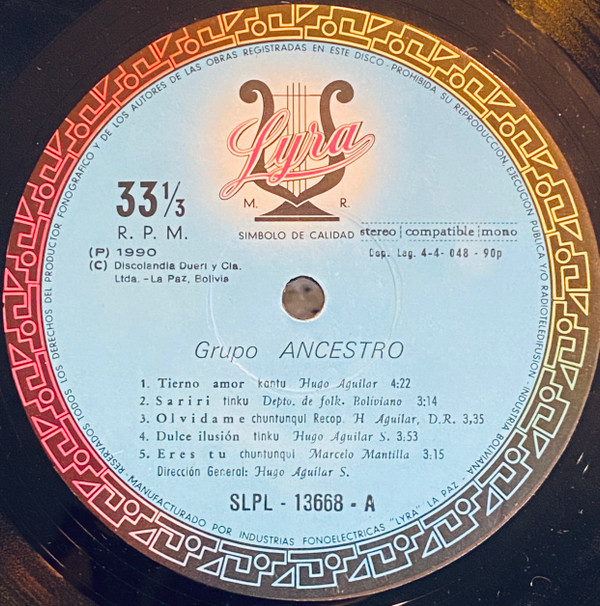 RESERVADOS TODOS LOS DERECHOS DEL PRODUCTOR FONOGRAFICO Y DE LOS AUTORES DE LAS OBRAS REGISTRADAS EN ESTE DISCO - PROHIBIDA SU REPRODUCCION, EJECUCION PUBLICA Y/O RADIOTELEDIFUSION - INDUSTRIA BOLIVIANA
Lyra
M. R.
SIMBOLO DE CALIDAD
33 1/3
R. P. M.
stereo compatible mono
(P) 1990
Dep. Leg. 4-4- 048 - 90p
(C) Discolandia Dueri y Cia.
Ltda. - La Paz, Bolivia
Grupo ANCESTRO
1. Tierno amor kantu Hugo Aguilar 4:22
2. Sariri tinku Depto. de folk. Boliviano 3:14
3. Olvidame chuntunqui Recop. H Aguilar, D.R. 3,35
4. Dulce ilusión tinku Hugo Aguilar S. 3:53
5. Eres tu chuntunqui Marcelo Mantilla 3:15
Dirección General: Hugo Aguilar S.
SLPL - 13668 - A
MANUFACTURADO POR INDUSTRIAS FONOELECTRICAS "LYRA" LA PAZ -